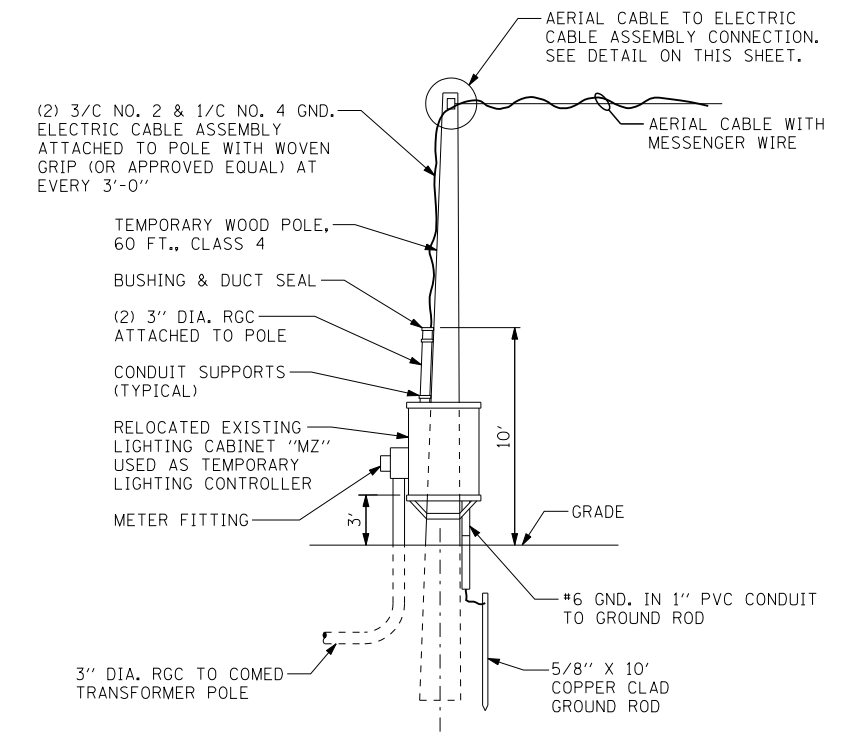 AERIAL CABLE TO ELECTRIC
CABLE ASSEMBLY CONNECTION.
SEE DETAIL ON THIS SHEET.
(2) 3/C NO. 2 & 1/C NO. 4 GND.
ELECTRIC CABLE ASSEMBLY
ATTACHED TO POLE WITH WOVEN
GRIP (OR APPROVED EQUAL) AT
EVERY 3'-0"
AERIAL CABLE WITH
MESSENGER WIRE
TEMPORARY WOOD POLE,
60 FT., CLASS 4
BUSHING & DUCT SEAL
(2) 3" DIA. RGC
ATTACHED TO POLE
CONDUIT SUPPORTS
(TYPICAL)
RELOCATED EXISTING
LIGHTING CABINET "MZ"
USED AS TEMPORARY
LIGHTING CONTROLLER
METER FITTING
10'
3'
GRADE
#6 GND. IN 1" PVC CONDUIT
TO GROUND ROD
3" DIA. RGC TO COMED
TRANSFORMER POLE
5/8" X 10'
COPPER CLAD
GROUND ROD